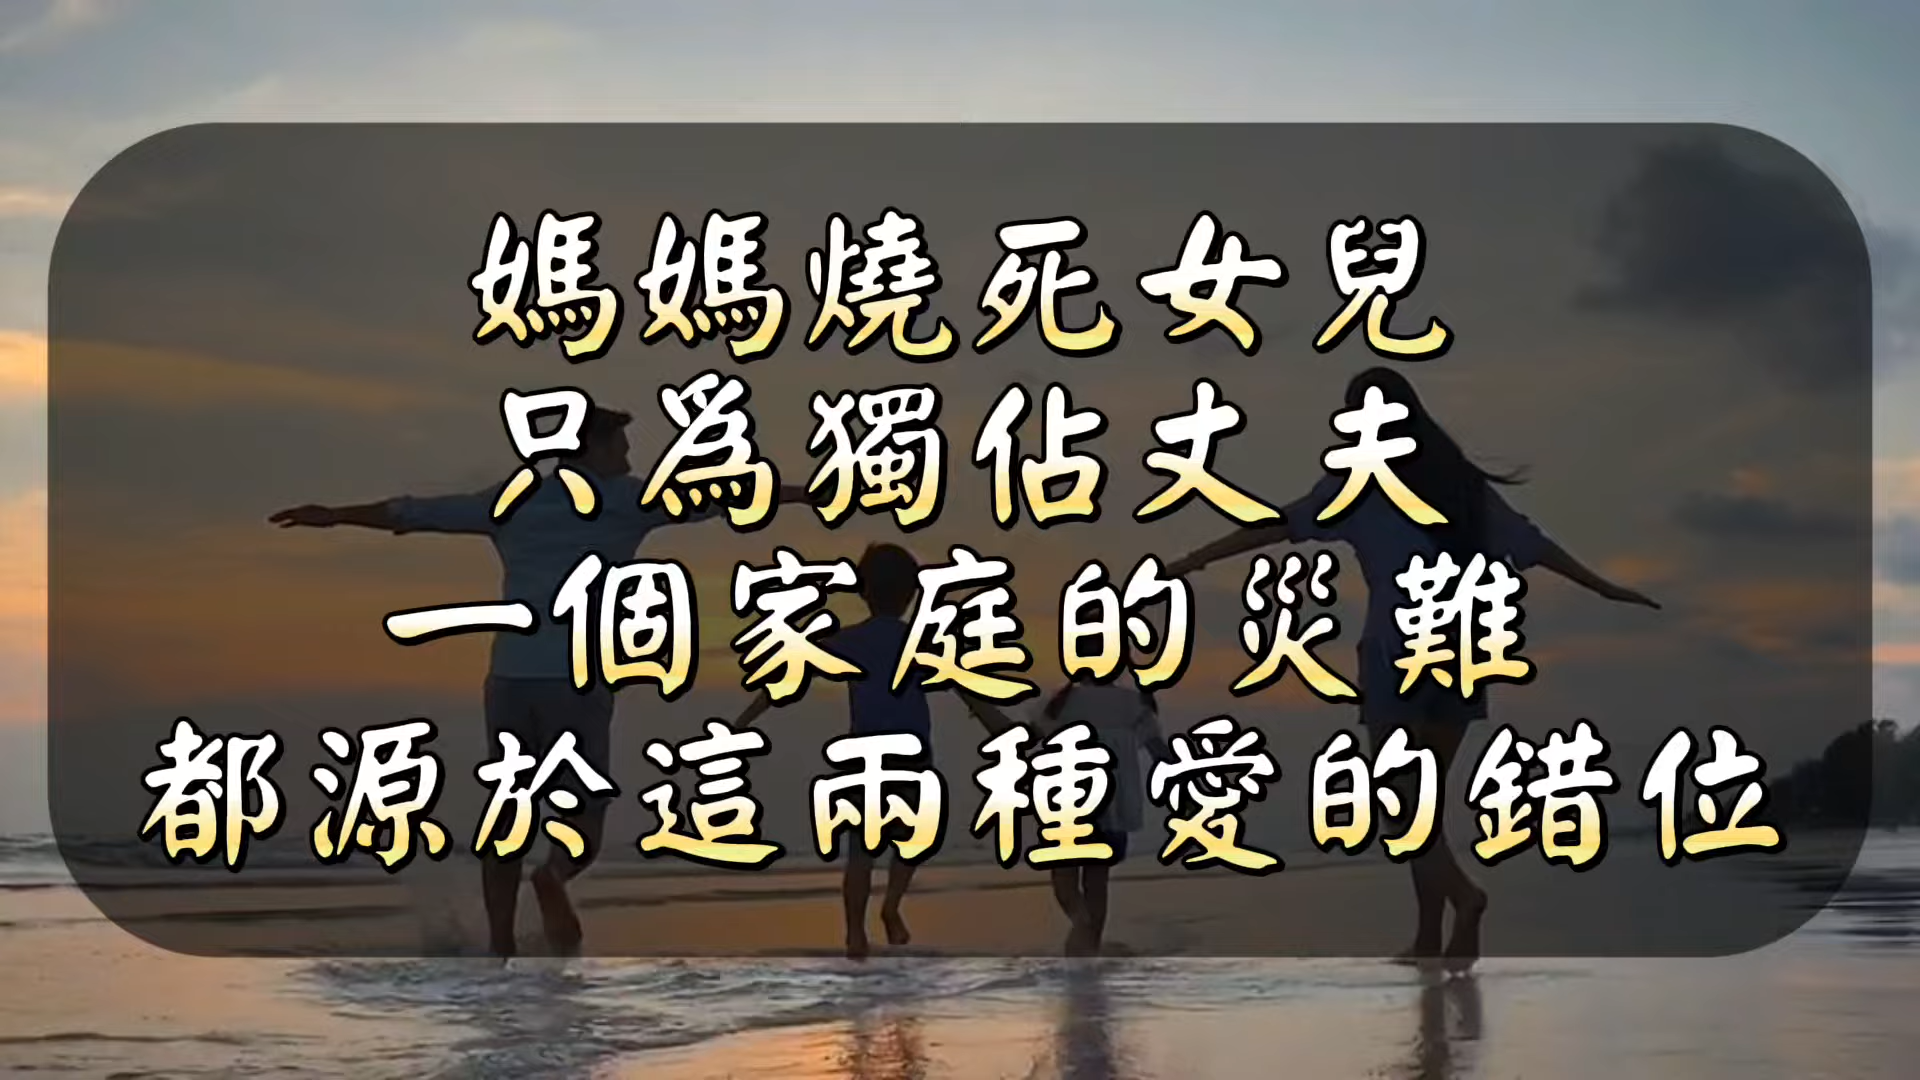 媽媽燒死女兒
只爲獨佔丈夫
一個家庭的災難
都源於這兩種愛的錯位